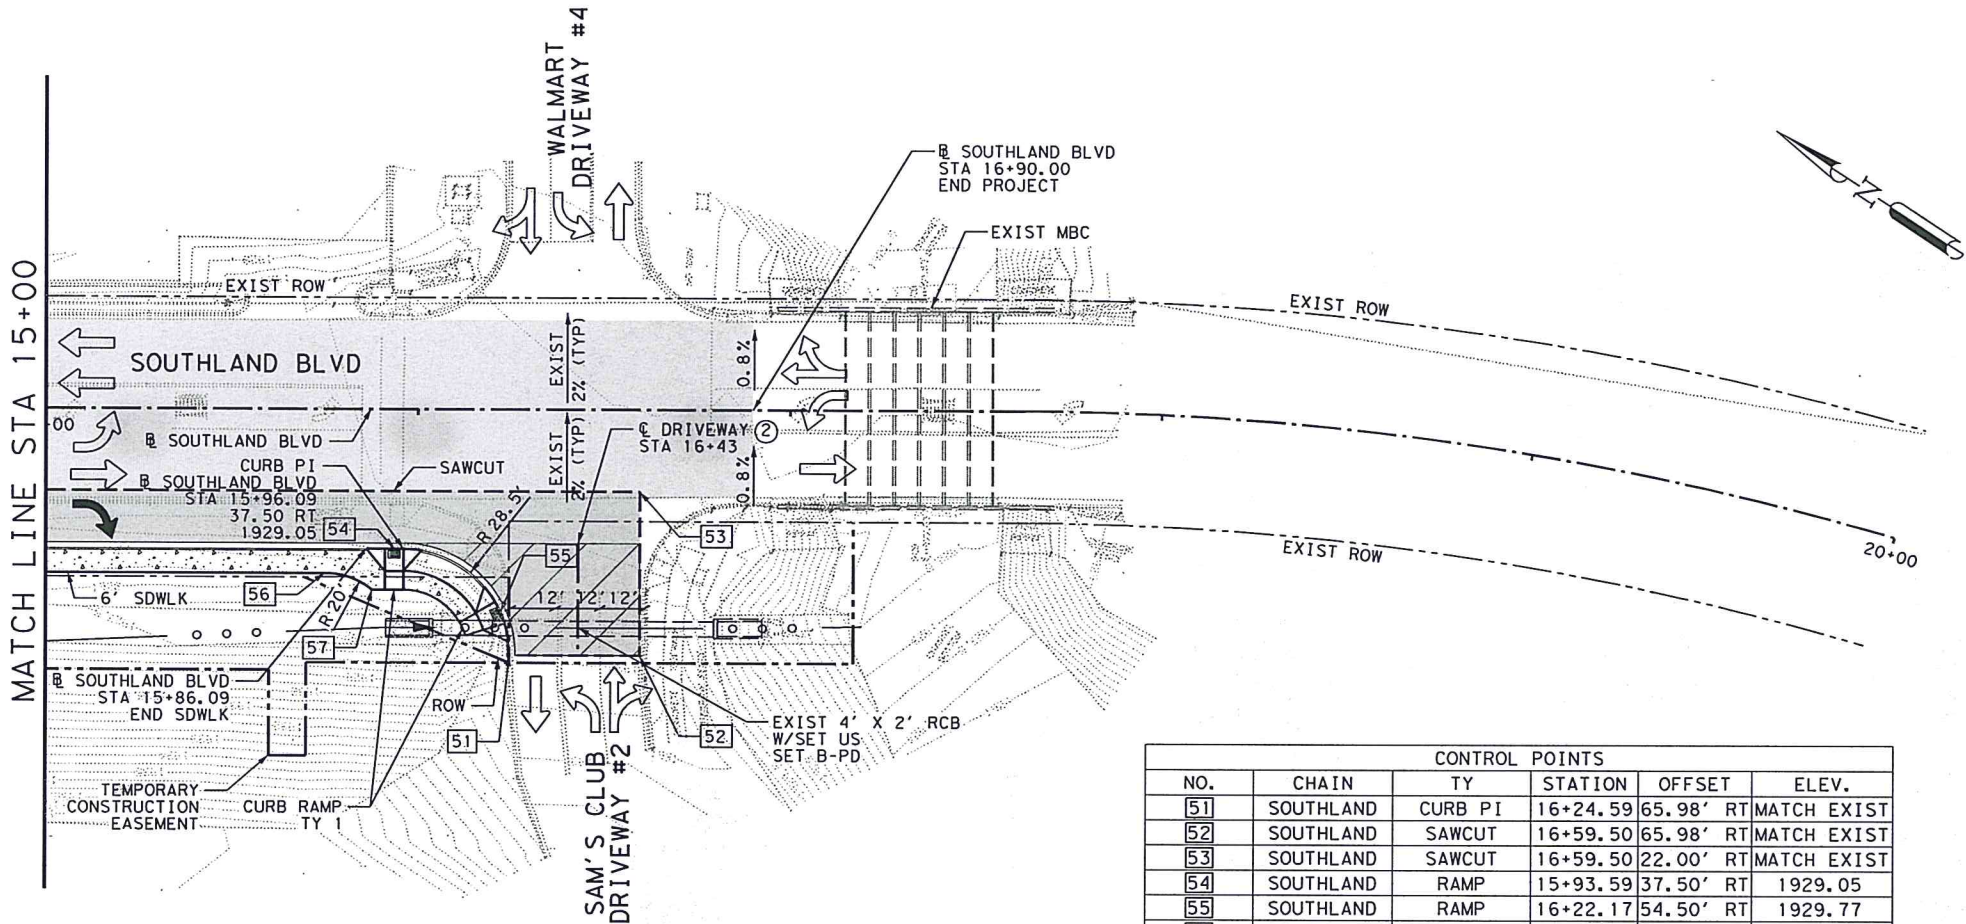 WALMART
DRIVEWAY #4
SOUTHLAND BLVD
STA 16+90.00
END PROJECT
N
EXIST MBC
MATCH LINE STA 15+00
EXIST ROW
EXIST ROW
SOUTHLAND BLVD
EXIST
2% (TYP)
0.8%
00
SOUTHLAND BLVD
DRIVEWAY 2
STA 16+43
EXIST
2% (TYP)
0.8%
CURB PI
SAWCUT
SOUTHLAND BLVD
STA 15+96.09
37.50 RT
1929.05
54
R 28.5'
53
55
EXIST ROW
20+00
6' SDWLK
56
R 20'
12' 12' 12'
57
SOUTHLAND BLVD
STA 15+86.09
END SDWLK
ROW
51
52
EXIST 4' X 2' RCB
W/SET US
SET B-PD
TEMPORARY
CONSTRUCTION
EASEMENT
CURB RAMP
TY 1
SAM'S CLUB
DRIVEWAY #2
CONTROL POINTS
NO. CHAIN TY STATION OFFSET ELEV.
51 SOUTHLAND CURB PI 16+24.59 65.98' RT MATCH EXIST
52 SOUTHLAND SAWCUT 16+59.50 65.98' RT MATCH EXIST
53 SOUTHLAND SAWCUT 16+59.50 22.00' RT MATCH EXIST
54 SOUTHLAND RAMP 15+93.59 37.50' RT 1929.05
55 SOUTHLAND RAMP 16+22.17 54.50' RT 1929.77